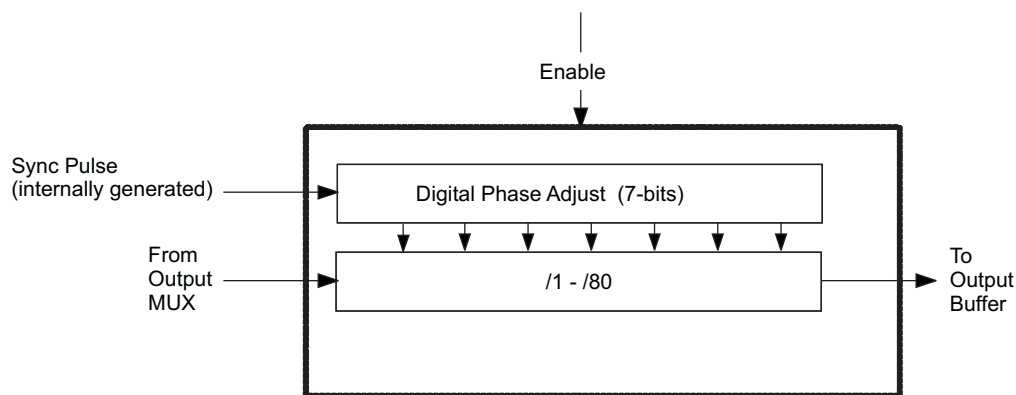 Enable
Sync Pulse
(internally generated)
Digital Phase Adjust (7-bits)
From
Output
MUX
/1 - /80
To
Output
Buffer